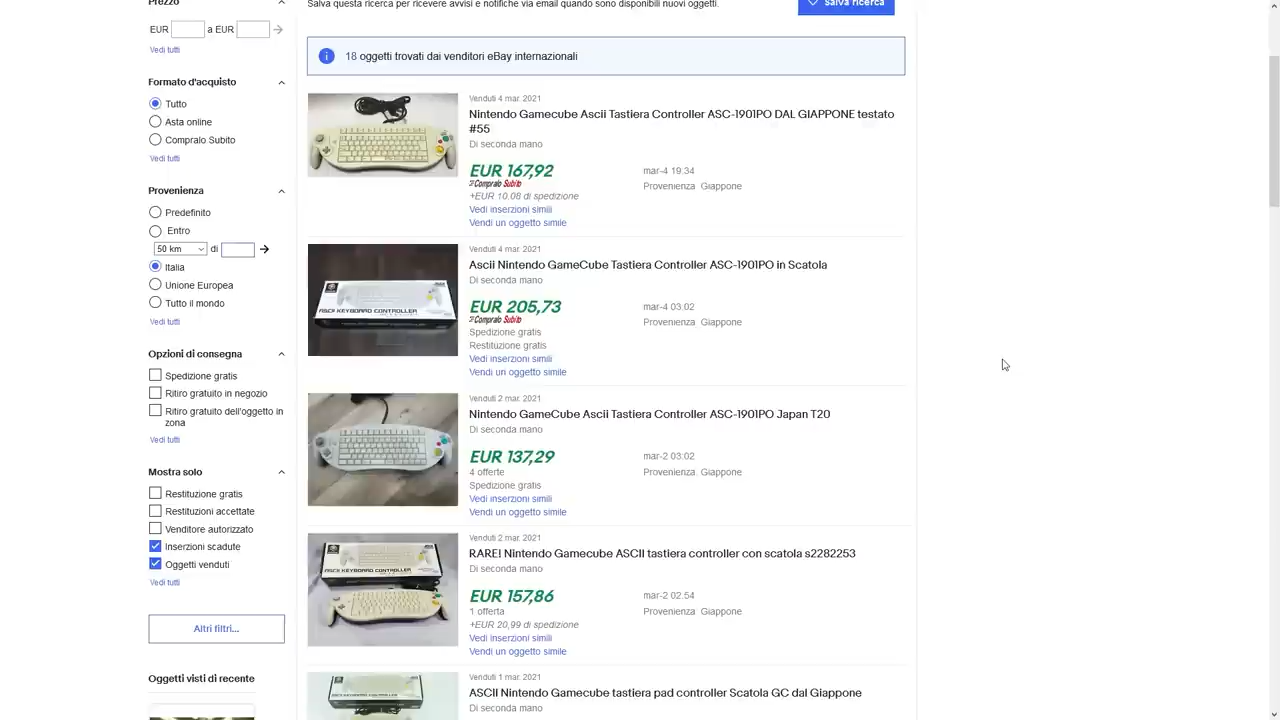 Prezzo
Salva questa ricerca per ricevere avvisi e notifiche via email quando sono disponibili nuovi oggetti.
Salva ricerca
EUR a EUR
Vedi tutti
18 oggetti trovati dai venditori eBay internazionali
Formato d'acquisto
Tutto
Asta online
Compralo Subito
Vedi tutti
Provenienza
Predefinito
Entro
50 km di
Italia
Unione Europea
Tutto il mondo
Vedi tutti
Opzioni di consegna
Spedizione gratis
Ritiro gratuito in negozio
Ritiro gratuito dell'oggetto in
zona
Vedi tutti
Mostra solo
Restituzione gratis
Restituzioni accettate
Venditore autorizzato
Inserzioni scadute
Oggetti venduti
Vedi tutti
Altri filtri...
Oggetti visti di recente
Venduti 4 mar. 2021
Nintendo Gamecube Ascii Tastiera Controller ASC-1901PO DAL GIAPPONE testato
#55
Di seconda mano
EUR 167,92
mar-4 19:34
Compralo Subito
Provenienza Giappone
+EUR 10,08 di spedizione
Vedi inserzioni simili
Vendi un oggetto simile
Venduti 4 mar. 2021
Ascii Nintendo GameCube Tastiera Controller ASC-1901PO in Scatola
Di seconda mano
ASCII KEYBOARD CONTROLLER
EUR 205,73
mar-4 03:02
Compralo Subito
Provenienza Giappone
Spedizione gratis
Restituzione gratis
Vedi inserzioni simili
Vendi un oggetto simile
Venduti 2 mar. 2021
Nintendo GameCube Ascii Tastiera Controller ASC-1901PO Japan T20
Di seconda mano
EUR 137,29
mar-2 03:02
4 offerte
Provenienza Giappone
Spedizione gratis
Vedi inserzioni simili
Vendi un oggetto simile
Venduti 2 mar. 2021
RARE! Nintendo Gamecube ASCII tastiera controller con scatola s2282253
Di seconda mano
ASCII KEYBOARD CONTROLLER
EUR 157,86
mar-2 02:54
1 offerta
Provenienza Giappone
+EUR 20,99 di spedizione
Vedi inserzioni simili
Vendi un oggetto simile
Venduti 1 mar. 2021
ASCII Nintendo Gamecube tastiera pad controller Scatola GC dal Giappone
Di seconda mano